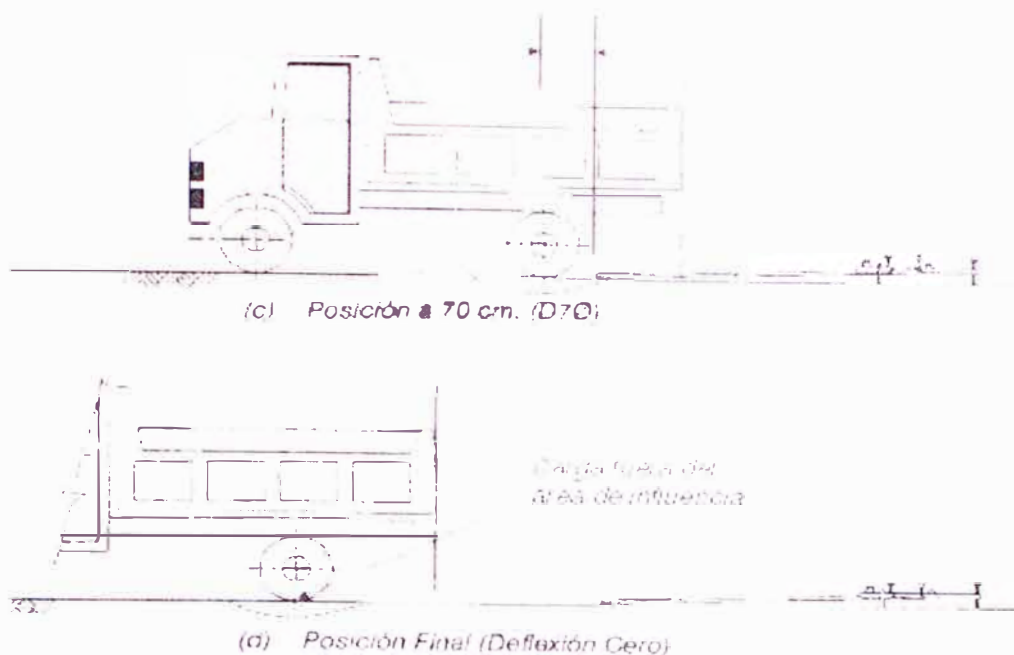 (c) Posición a 70 cm. (D70)
Carga fuera del
área de influencia
(d) Posición Final (Deflexión Cero)